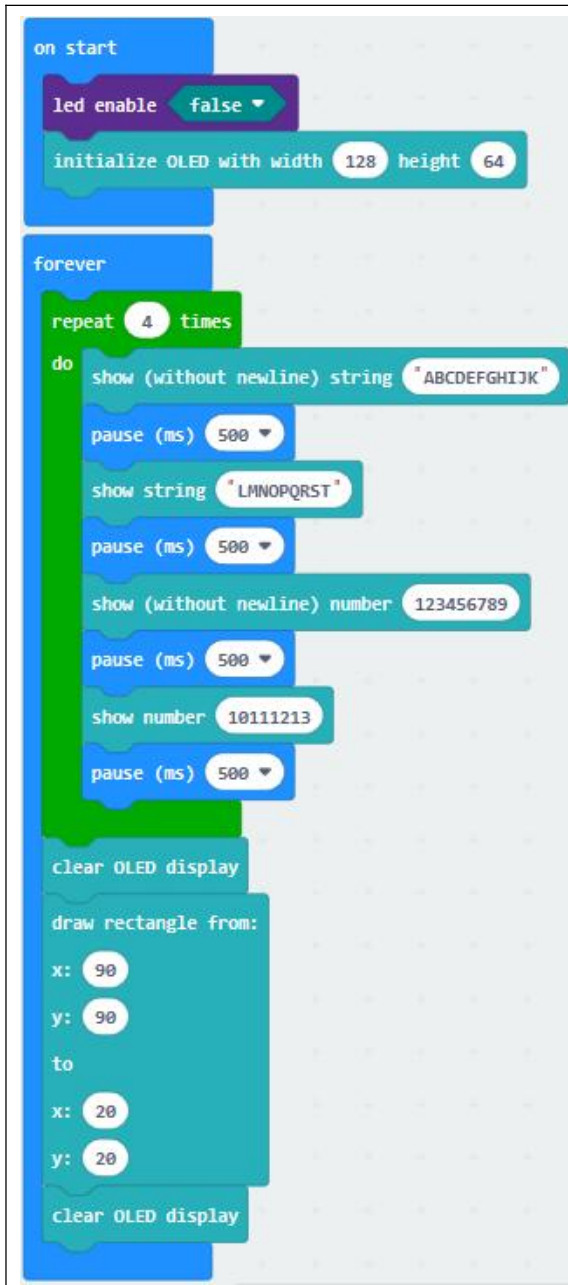 on start
led enable false
initialize OLED with width 128 height 64
forever
repeat 4 times
do
show (without newline) string "ABCDEFGHIJK"
pause (ms) 500
show string "LMNOPQRST"
pause (ms) 500
show (without newline) number 123456789
pause (ms) 500
show number 10111213
pause (ms) 500
clear OLED display
draw rectangle from:
x: 90
y: 90
to
x: 20
y: 20
clear OLED display